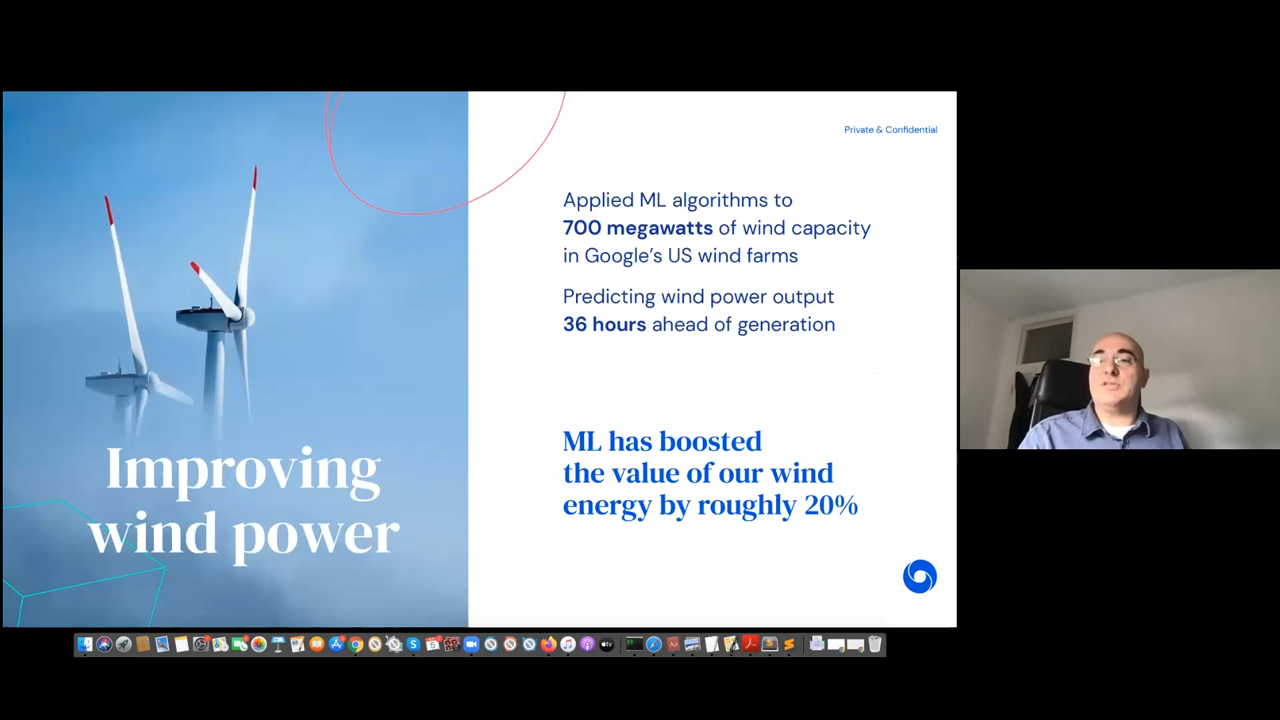 Private & Confidential
Applied ML algorithms to
700 megawatts of wind capacity
in Google's US wind farms
Predicting wind power output
36 hours ahead of generation
ML has boosted
the value of our wind
energy by roughly 20%
Improving
wind power